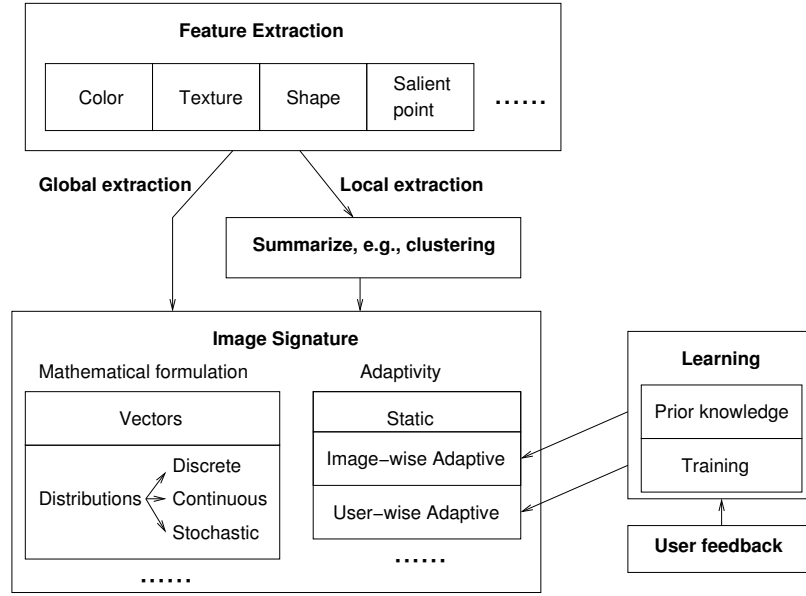 Feature Extraction
Color
Texture
Shape
Salient
point
......
Global extraction
Local extraction
Summarize, e.g., clustering
Image Signature
Mathematical formulation
Adaptivity
Vectors
Static
Distributions
Discrete
Continuous
Stochastic
Image−wise Adaptive
User−wise Adaptive
......
......
Learning
Prior knowledge
Training
User feedback